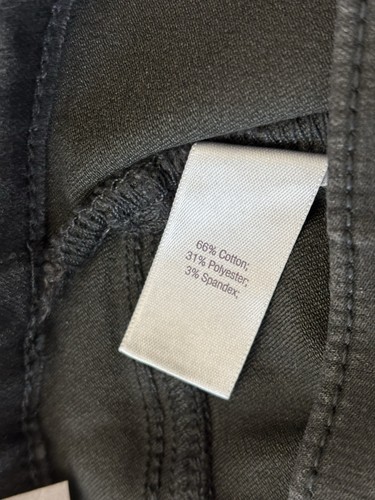 66% Cotton;
31% Polyester;
3% Spandex;